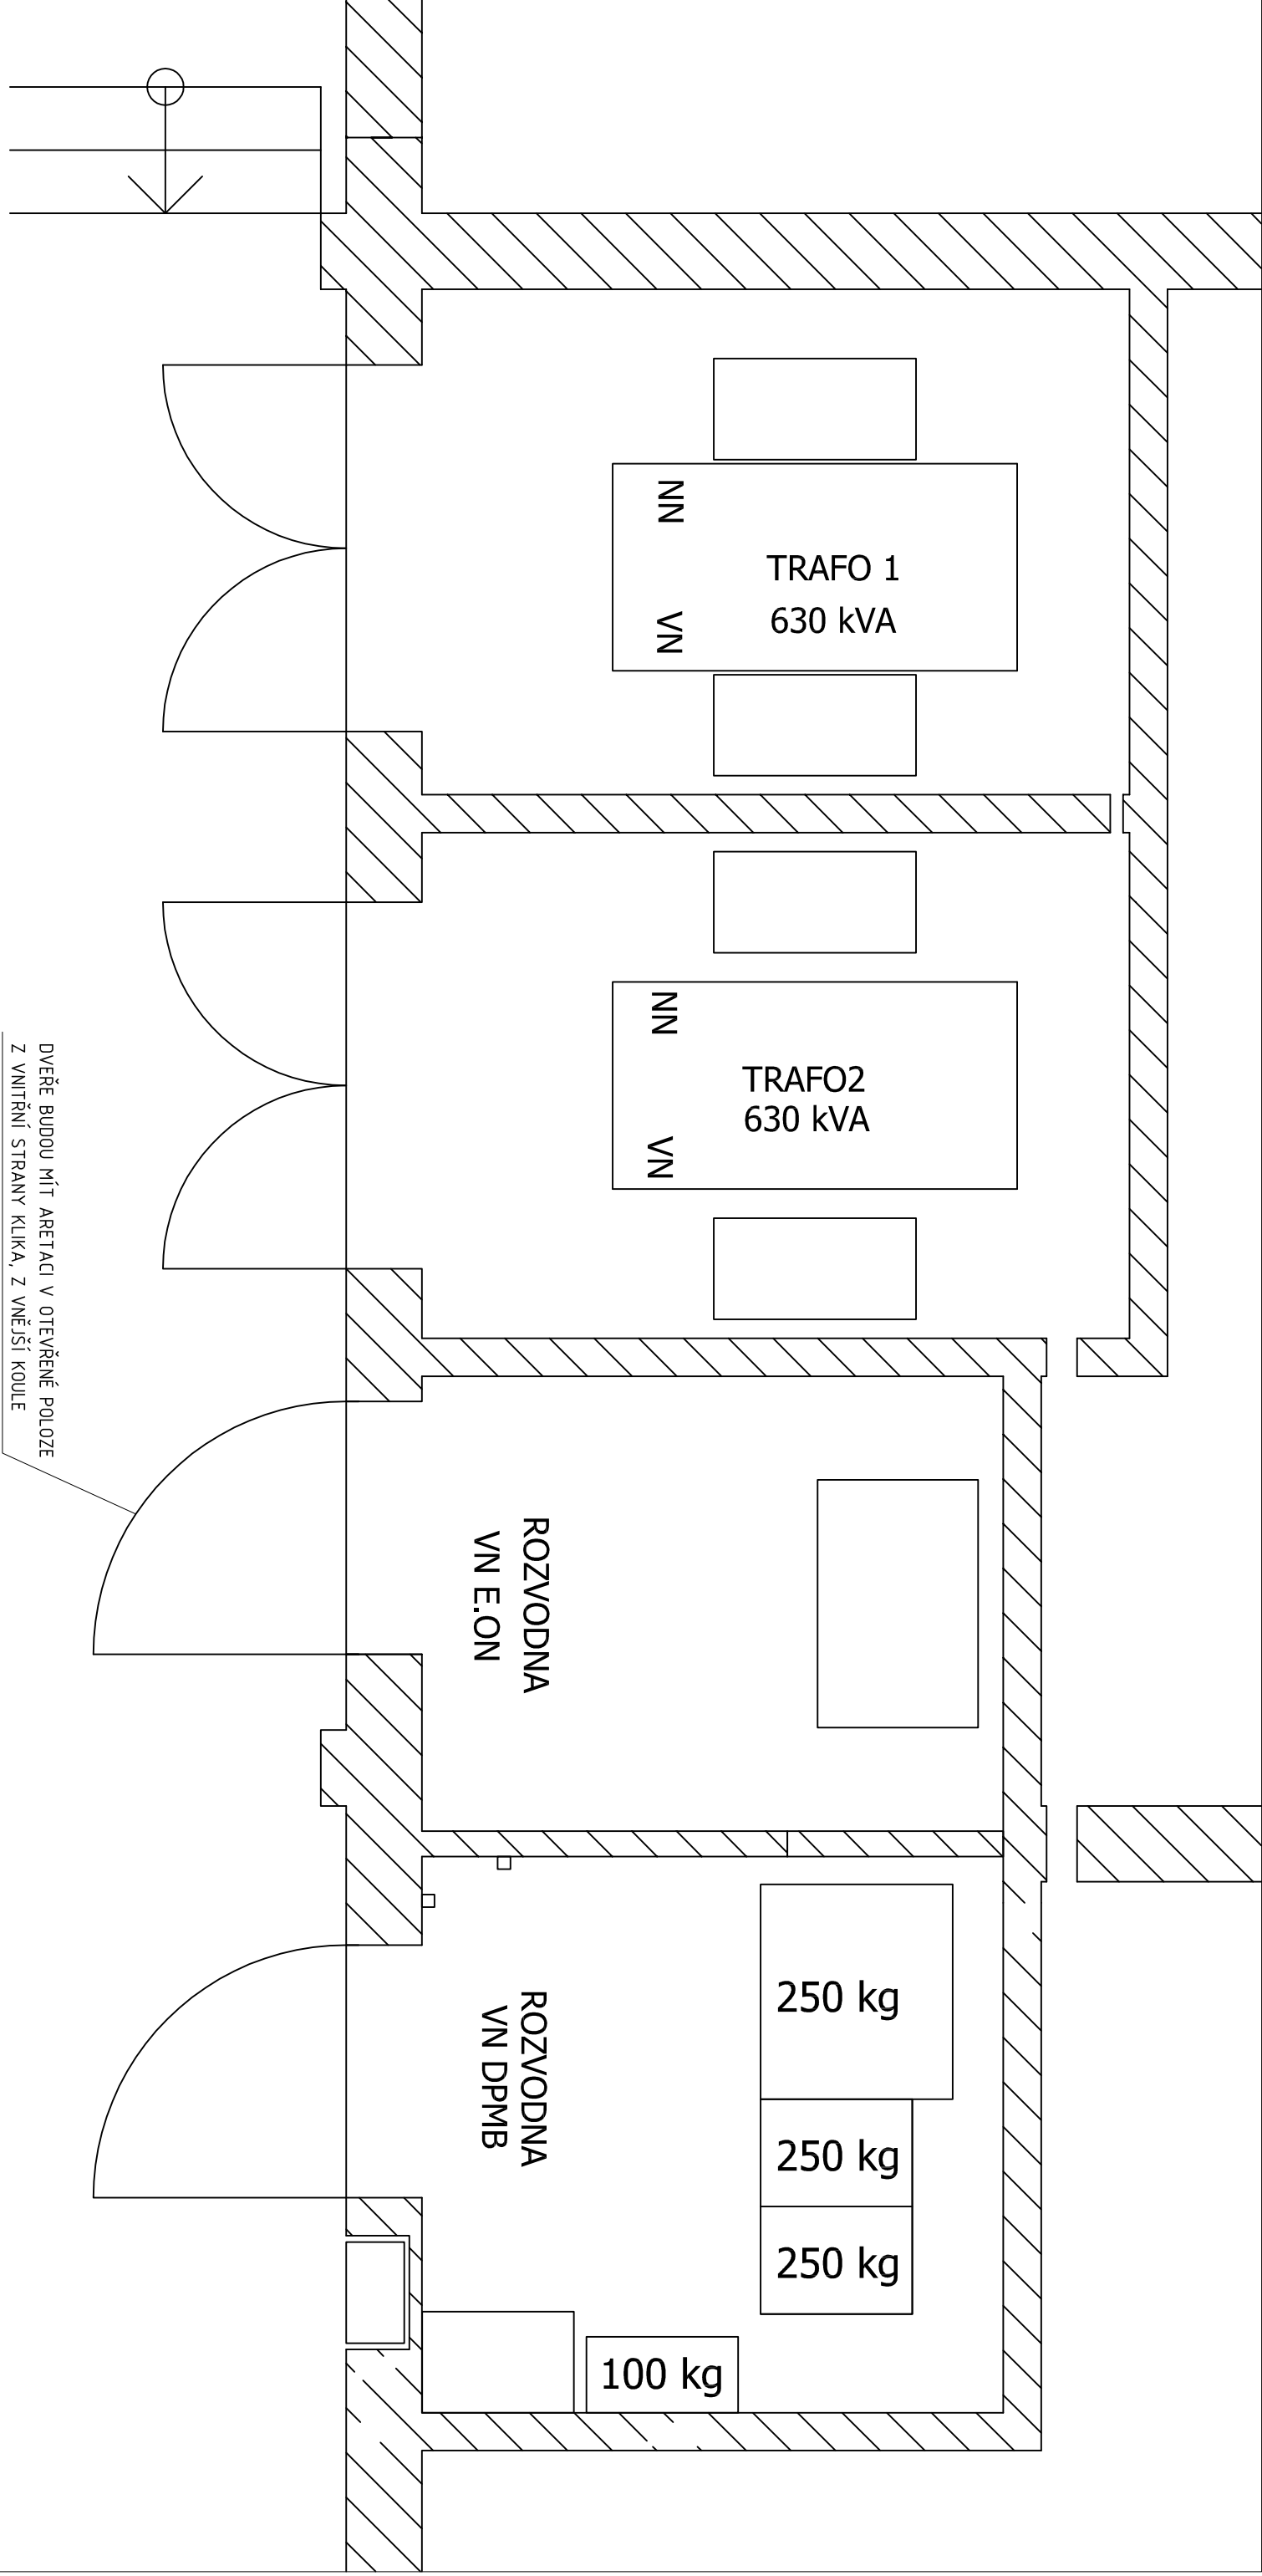 NN
TRAFO 1
630 kVA
VN
NN
TRAFO2
630 kVA
VN
DVEŘE BUDOU MÍT ARETACI V OTEVŘENÉ POLOZE
Z VNITŘNÍ STRANY KLIKA, Z VNĚJŠÍ KOULE
ROZVODNA
VN E.ON
ROZVODNA
VN DPMB
250 kg
250 kg
250 kg
100 kg